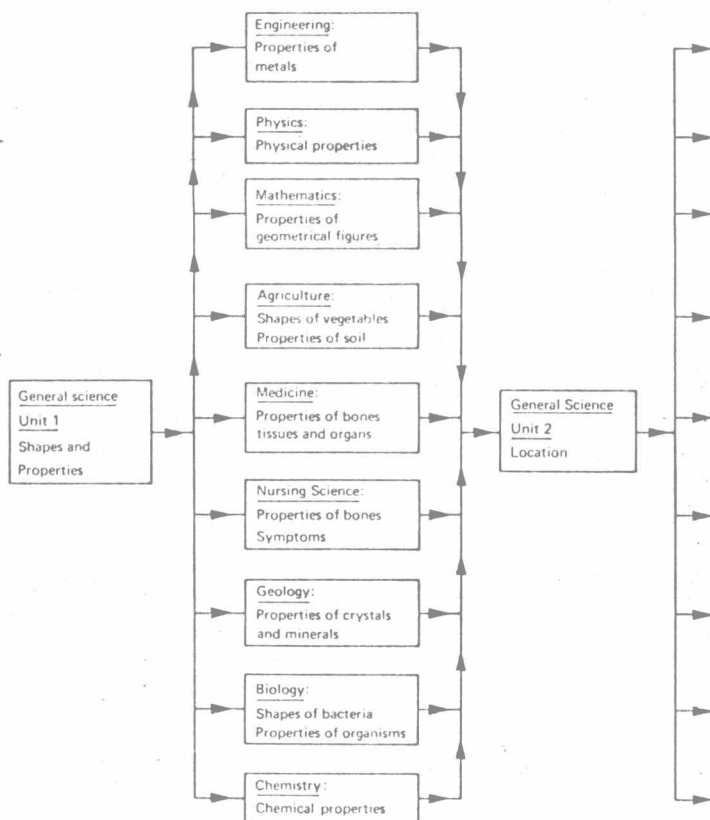 Engineering:
Properties of
metals
Physics:
Physical properties
Mathematics:
Properties of
geometrical figures
Agriculture:
Shapes of vegetables
Properties of soil
General science
Unit 1
Shapes and
Properties
Medicine:
Properties of bones
tissues and organs
General Science
Unit 2
Location
Nursing Science:
Properties of bones
Symptoms
Geology:
Properties of crystals
and minerals
Biology:
Shapes of bacteria
Properties of organisms
Chemistry:
Chemical properties